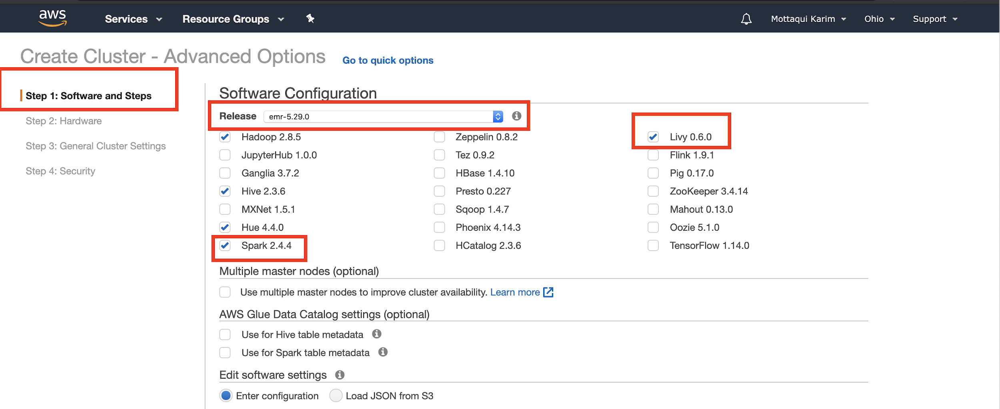 aws Services Resource Groups Mottaqui Karim Ohio Support
Create Cluster - Advanced Options Go to quick options
Step 1: Software and Steps
Step 2: Hardware
Step 3: General Cluster Settings
Step 4: Security
Software Configuration
Release emr-5.29.0
Hadoop 2.8.5 Zeppelin 0.8.2 Livy 0.6.0
JupyterHub 1.0.0 Tez 0.9.2 Flink 1.9.1
Ganglia 3.7.2 HBase 1.4.10 Pig 0.17.0
Hive 2.3.6 Presto 0.227 ZooKeeper 3.4.14
MXNet 1.5.1 Sqoop 1.4.7 Mahout 0.13.0
Hue 4.4.0 Phoenix 4.14.3 Oozie 5.1.0
Spark 2.4.4 HCatalog 2.3.6 TensorFlow 1.14.0
Multiple master nodes (optional)
Use multiple master nodes to improve cluster availability. Learn more
AWS Glue Data Catalog settings (optional)
Use for Hive table metadata
Use for Spark table metadata
Edit software settings
Enter configuration Load JSON from S3